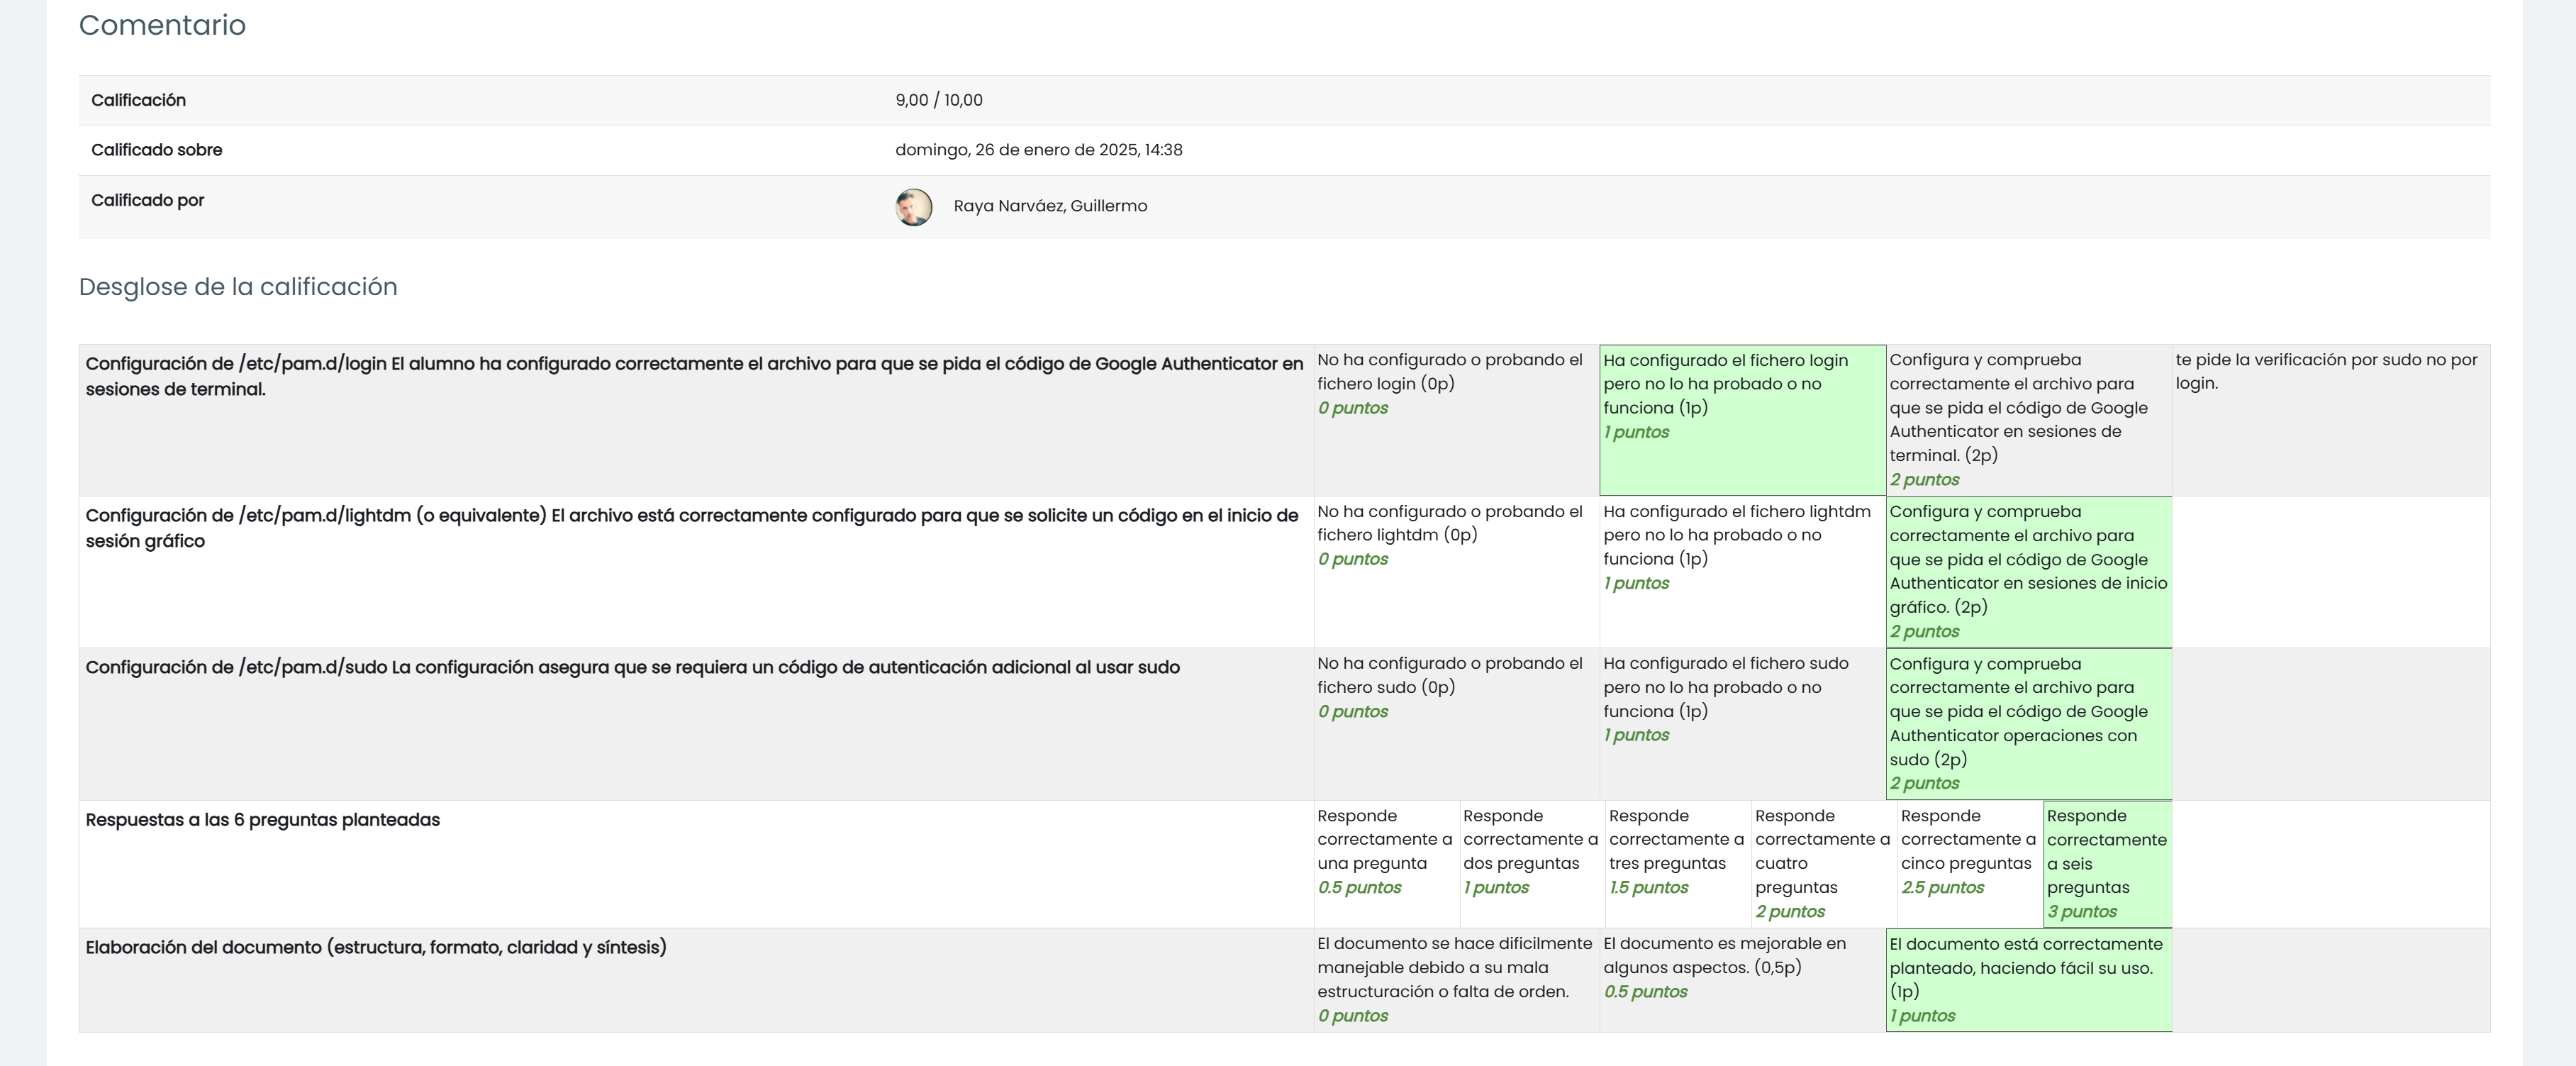 Comentario
Calificación
9,00 / 10,00
Calificado sobre
domingo, 26 de enero de 2025, 14:38
Calificado por
Raya Narváez, Guillermo
Desglose de la calificación
Configuración de /etc/pam.d/login El alumno ha configurado correctamente el archivo para que se pida el código de Google Authenticator en
sesiones de terminal.
No ha configurado o probando el
fichero login (0p)
0 puntos
Ha configurado el fichero login
pero no lo ha probado o no
funciona (1p)
1 puntos
Configura y comprueba
correctamente el archivo para
que se pida el código de Google
Authenticator en sesiones de
terminal. (2p)
2 puntos
te pide la verificación por sudo no por
login.
Configuración de /etc/pam.d/lightdm (o equivalente) El archivo está correctamente configurado para que se solicite un código en el inicio de
sesión gráfico
No ha configurado o probando el
fichero lightdm (0p)
0 puntos
Ha configurado el fichero lightdm
pero no lo ha probado o no
funciona (1p)
1 puntos
Configura y comprueba
correctamente el archivo para
que se pida el código de Google
Authenticator en sesiones de inicio
gráfico. (2p)
2 puntos
Configuración de /etc/pam.d/sudo La configuración asegura que se requiera un código de autenticación adicional al usar sudo
No ha configurado o probando el
fichero sudo (0p)
0 puntos
Ha configurado el fichero sudo
pero no lo ha probado o no
funciona (1p)
1 puntos
Configura y comprueba
correctamente el archivo para
que se pida el código de Google
Authenticator operaciones con
sudo (2p)
2 puntos
Respuestas a las 6 preguntas planteadas
Responde
correctamente a
una pregunta
0.5 puntos
Responde
correctamente a
dos preguntas
1 puntos
Responde
correctamente a
tres preguntas
1.5 puntos
Responde
correctamente a
cuatro
preguntas
2 puntos
Responde
correctamente a
cinco preguntas
2.5 puntos
Responde
correctamente
a seis
preguntas
3 puntos
Elaboración del documento (estructura, formato, claridad y síntesis)
El documento se hace dificilmente
manejable debido a su mala
estructuración o falta de orden.
0 puntos
El documento es mejorable en
algunos aspectos. (0,5p)
0.5 puntos
El documento está correctamente
planteado, haciendo fácil su uso.
(1p)
1 puntos